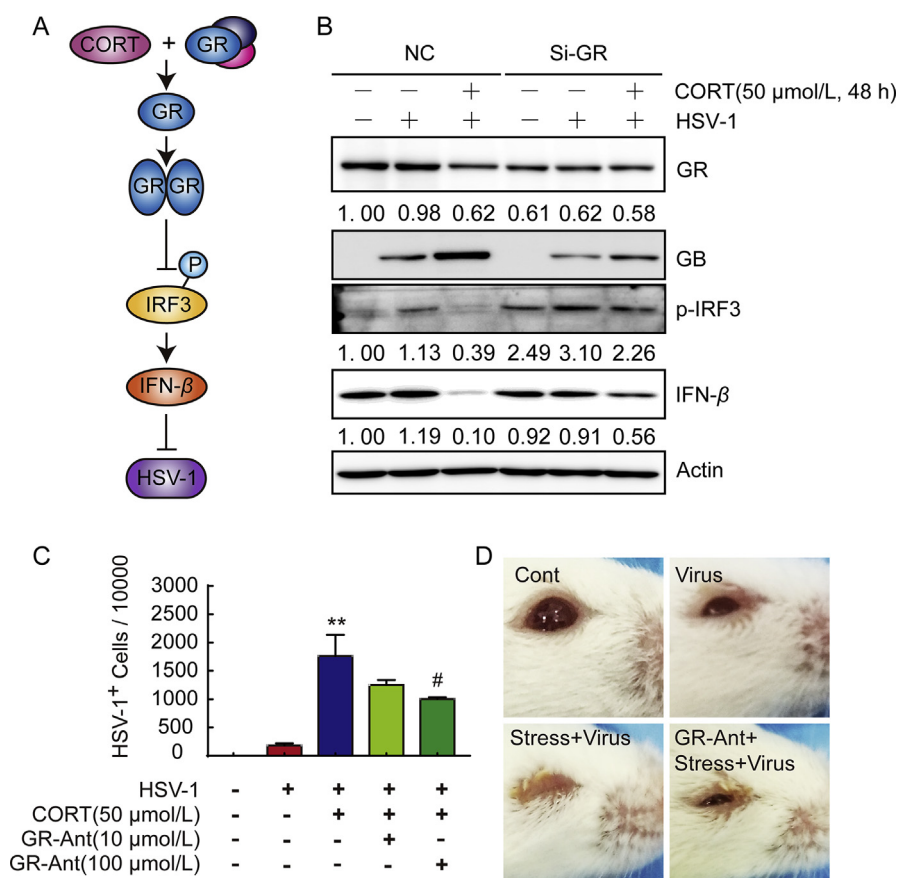 A
CORT + GR
GR
GR GR
P
IRF3
IFN-β
HSV-1
B
NC Si-GR
– – + – – + CORT(50 μmol/L, 48 h)
– + + – + + HSV-1
GR
1. 00 0.98 0.62 0.61 0.62 0.58
GB
p-IRF3
1.00 1.13 0.39 2.49 3.10 2.26
IFN-β
1. 00 1.19 0.10 0.92 0.91 0.56
Actin
C
HSV-1+ Cells / 10000
3000
2500
2000
1500
1000
500
0
**
#
HSV-1 - + + + +
CORT(50 μmol/L) - - + + +
GR-Ant(10 μmol/L) - - - + -
GR-Ant(100 μmol/L) - - - - +
D
Cont
Virus
Stress+Virus
GR-Ant+
Stress+Virus